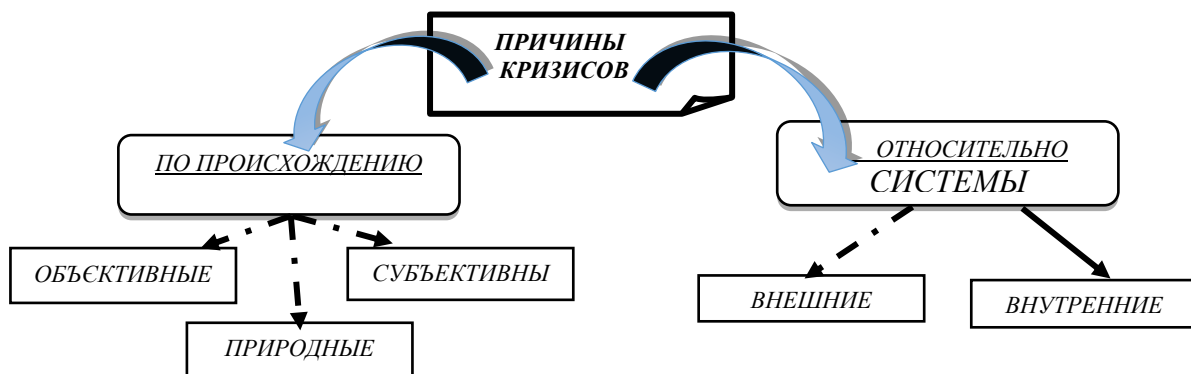 ПРИЧИНЫ
КРИЗИСОВ
ПО ПРОИСХОЖДЕНИЮ
ОТНОСИТЕЛЬНО
СИСТЕМЫ
ОБЪЄКТИВНЫЕ
СУБЪЕКТИВНЫ
ПРИРОДНЫЕ
ВНЕШНИЕ
ВНУТРЕННИЕ